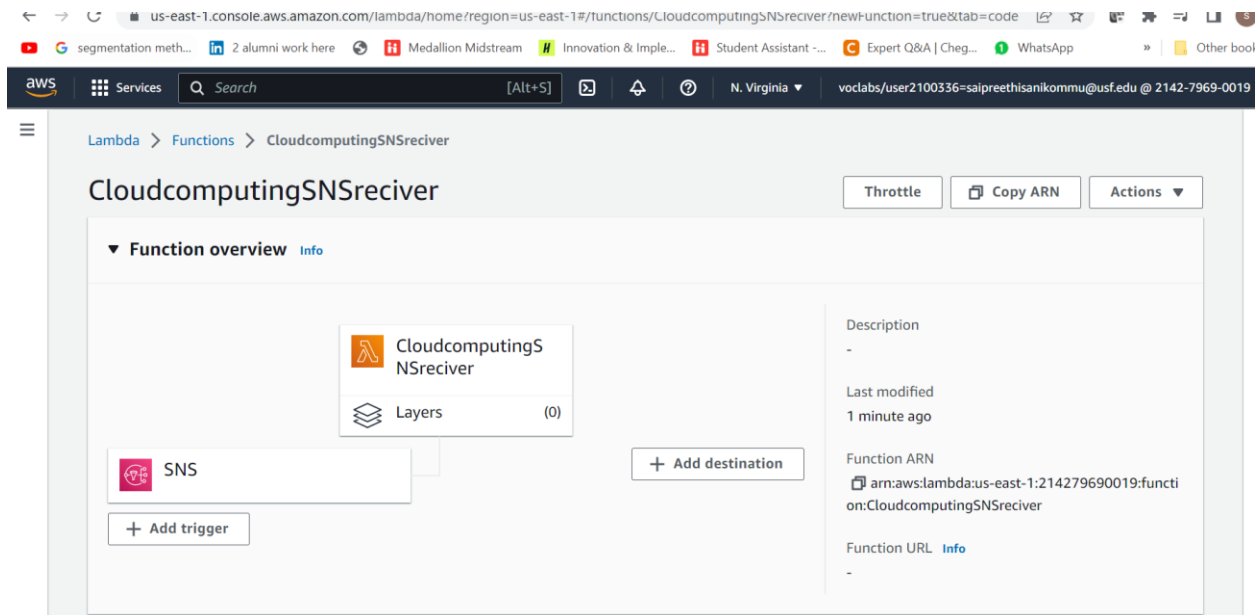 us-east-1.console.aws.amazon.com/lambda/home?region=us-east-1#/functions/CloudcomputingSNSreciver?newFunction=true&tab=code
segmentation meth... in 2 alumni work here Medallion Midstream H Innovation & Imple... Student Assistant -... C Expert Q&A | Cheg... 1 WhatsApp » Other book
aws Services Search [Alt+S] N. Virginia ▼ voclabs/user2100336=saipreethisanikommu@usf.edu @ 2142-7969-0019
Lambda > Functions > CloudcomputingSNSreciver
CloudcomputingSNSreciver Throttle Copy ARN Actions ▼
▼ Function overview Info
CloudcomputingS
NSreciver
Layers (0)
SNS
+ Add trigger
+ Add destination
Description
-
Last modified
1 minute ago
Function ARN
arn:aws:lambda:us-east-1:214279690019:functi
on:CloudcomputingSNSreciver
Function URL Info
-